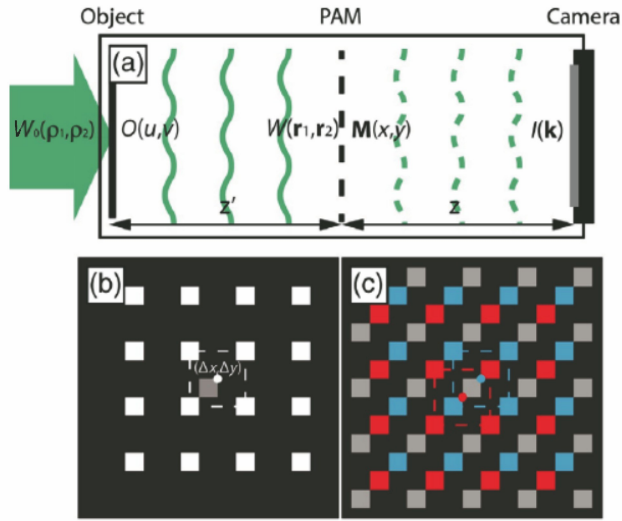 Object PAM Camera
(a)
W₀(ρ₁,ρ₂) O(u,v) W(r₁,r₂) M(x,y) I(k)
z' z
(b) (c)
(Δx,Δy)